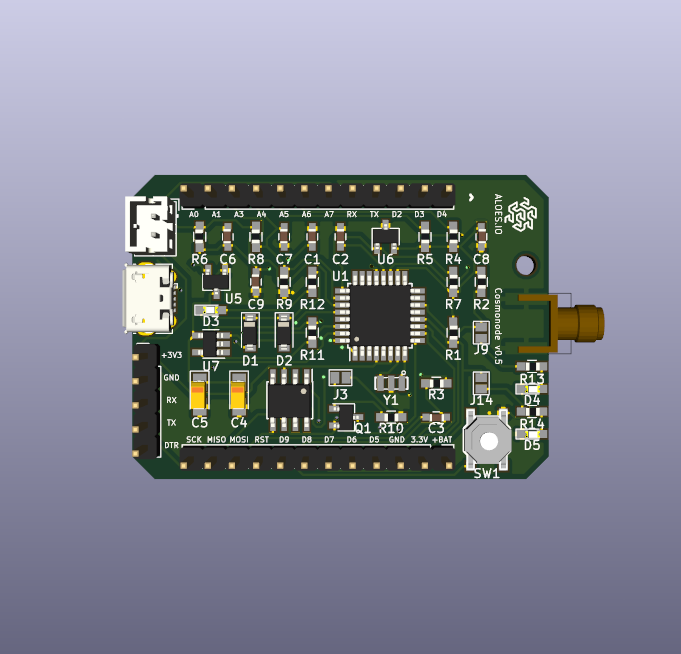 A0 A1 A3 A4 A5 A6 A7 RX TX D2 D3 D4
ALOES.IO
R6 C6 R8 C7 C1 C2 U6 R5 R4 C8
U5 C9 R9 R12 U1 R7 R2
Cosmonode v0.5
D3
U7 D1 D2 R11 R1 J9
+3V3
GND
RX
TX
DTR
R13
C5 C4 J3 Y1 R3 J14 D4
Q1 R10 C3 R14
SCK MISO MOSI RST D9 D8 D7 D6 D5 GND 3.3V +BAT
D5
SW1